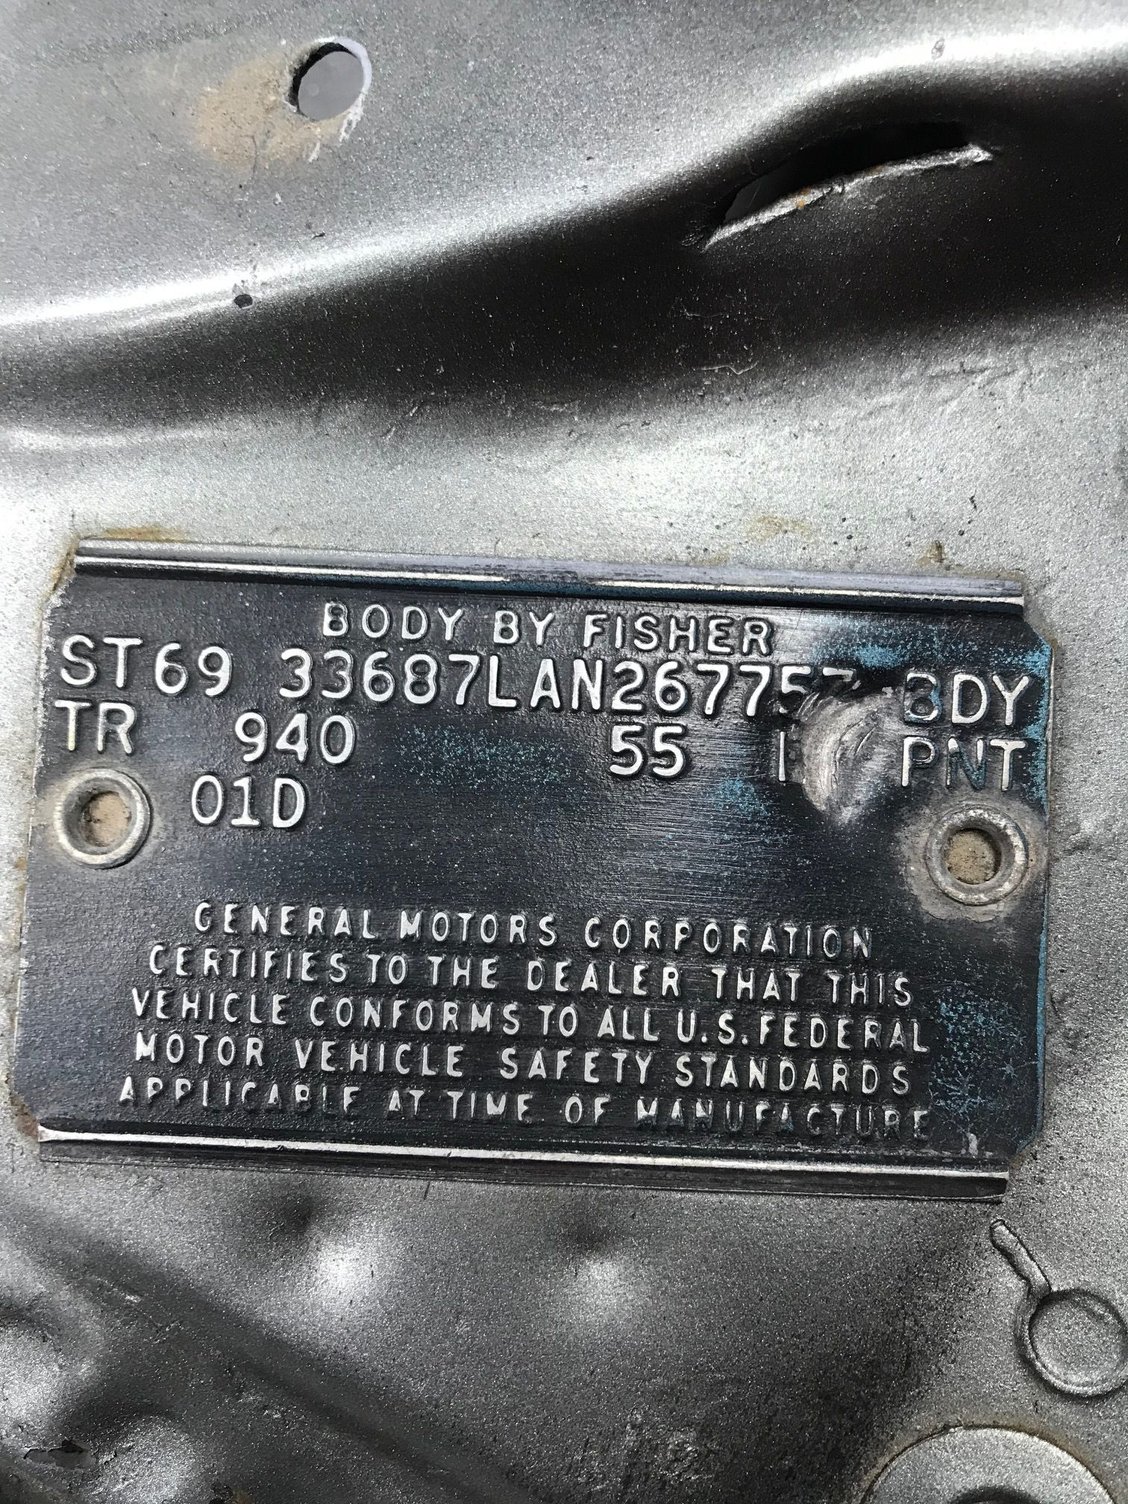 BODY BY FISHER
ST69 33687LAN267757 BDY
TR 940 55 PNT
01D
GENERAL MOTORS CORPORATION
CERTIFIES TO THE DEALER THAT THIS
VEHICLE CONFORMS TO ALL U.S. FEDERAL
MOTOR VEHICLE SAFETY STANDARDS
APPLICABLE AT TIME OF MANUFACTURE